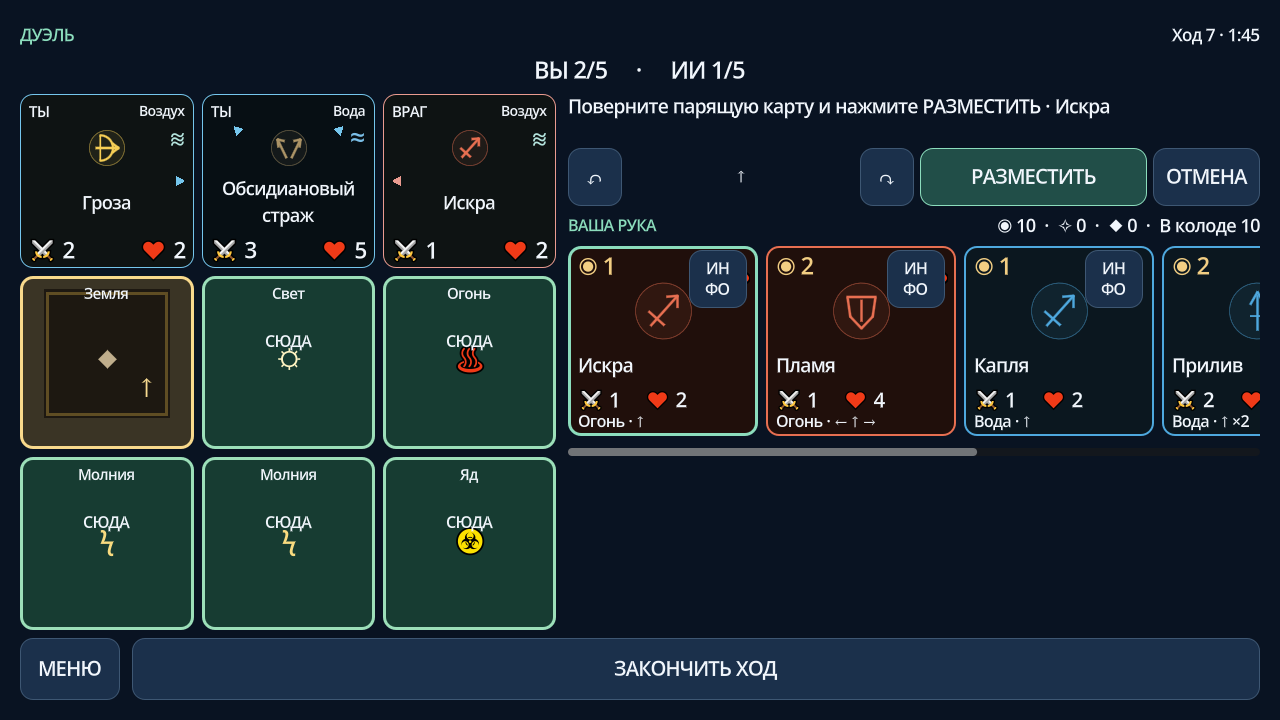 ДУЭЛЬ
Ход 7 · 1:45
ВЫ 2/5 · ИИ 1/5
ТЫ Воздух
Гроза
2 2
ТЫ Вода
Обсидиановый
страж
3 5
ВРАГ Воздух
Искра
1 2
Поверните парящую карту и нажмите РАЗМЕСТИТЬ · Искра
↶ ↑ ↷ РАЗМЕСТИТЬ ОТМЕНА
ВАША РУКА
◉ 10 · ✧ 0 · ◆ 0 · В колоде 10
◉ 1
ИН
ФО
Искра
1 2
Огонь · ↑
◉ 2
ИН
ФО
Пламя
1 4
Огонь · ← ↑ →
◉ 1
ИН
ФО
Капля
1 2
Вода · ↑
◉ 2
Прилив
2
Вода · ↑ ×2
Земля
↑
Свет
СЮДА
Огонь
СЮДА
Молния
СЮДА
Молния
СЮДА
Яд
СЮДА
МЕНЮ
ЗАКОНЧИТЬ ХОД